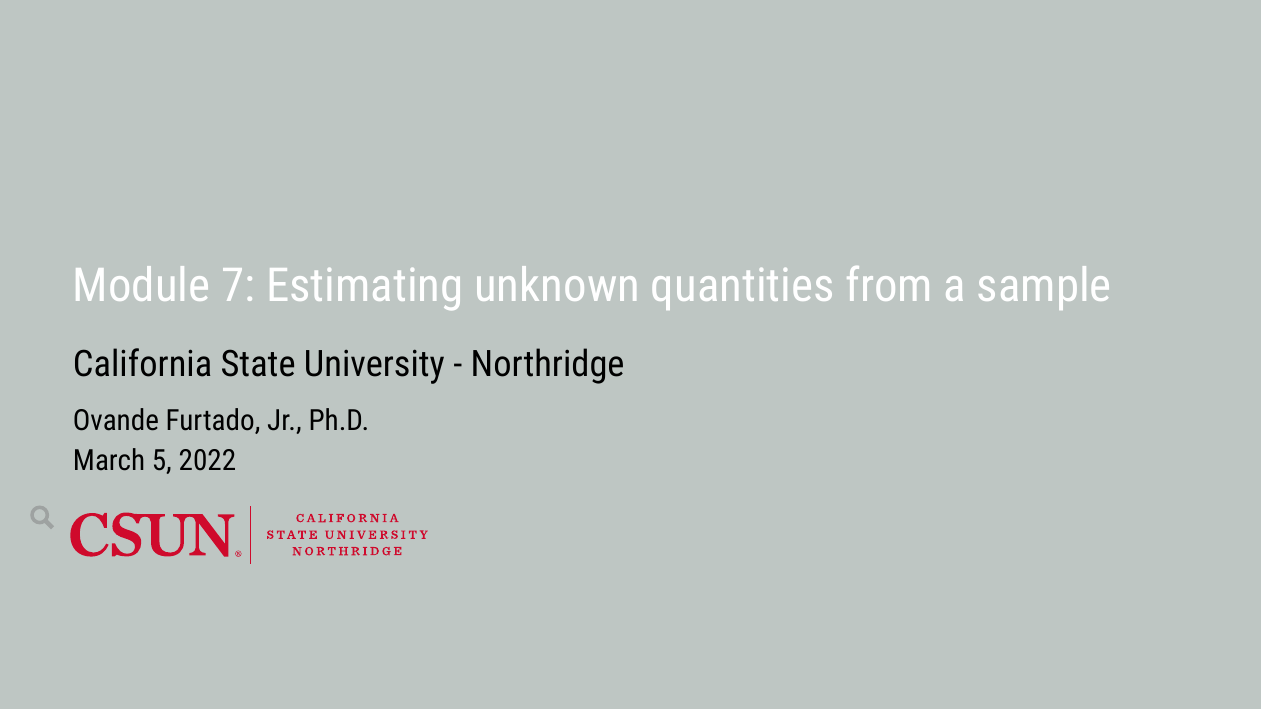 Module 7: Estimating unknown quantities from a sample
California State University - Northridge
Ovande Furtado, Jr., Ph.D.
March 5, 2022
CSUN®
CALIFORNIA
STATE UNIVERSITY
NORTHRIDGE